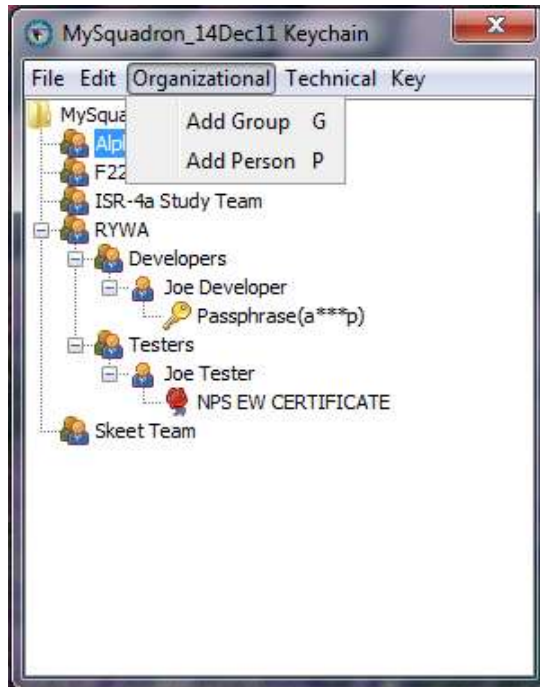 MySquadron_14Dec11 Keychain
File Edit Organizational Technical Key
Add Group G
Add Person P
F22
ISR-4a Study Team
RYWA
Developers
Joe Developer
Passphrase(a***p)
Testers
Joe Tester
NPS EW CERTIFICATE
Skeet Team